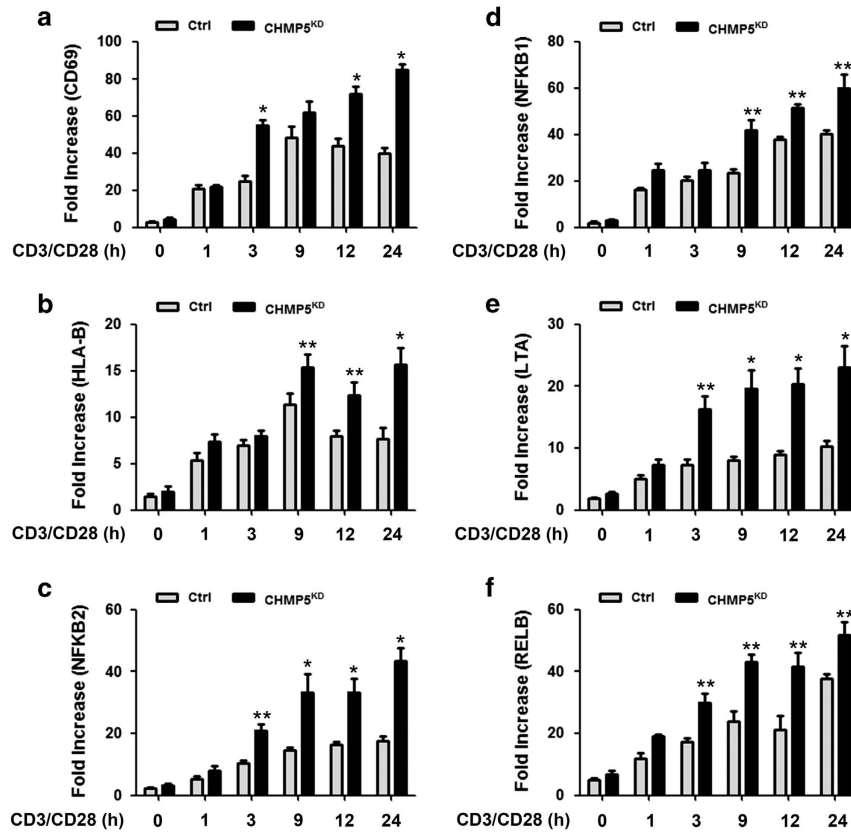 a
Ctrl CHMP5KD
Fold Increase (CD69)
100
80
60
40
20
0
* * *
CD3/CD28 (h) 0 1 3 9 12 24
b
Ctrl CHMP5KD
Fold Increase (HLA-B)
20
15
10
5
0
** ** *
CD3/CD28 (h) 0 1 3 9 12 24
c
Ctrl CHMP5KD
Fold Increase (NFKB2)
60
40
20
0
** * * *
CD3/CD28 (h) 0 1 3 9 12 24
d
Ctrl CHMP5KD
Fold Increase (NFKB1)
80
60
40
20
0
** ** **
CD3/CD28 (h) 0 1 3 9 12 24
e
Ctrl CHMP5KD
Fold Increase (LTA)
30
20
10
0
** * * *
CD3/CD28 (h) 0 1 3 9 12 24
f
Ctrl CHMP5KD
Fold Increase (RELB)
60
40
20
0
** ** ** **
CD3/CD28 (h) 0 1 3 9 12 24